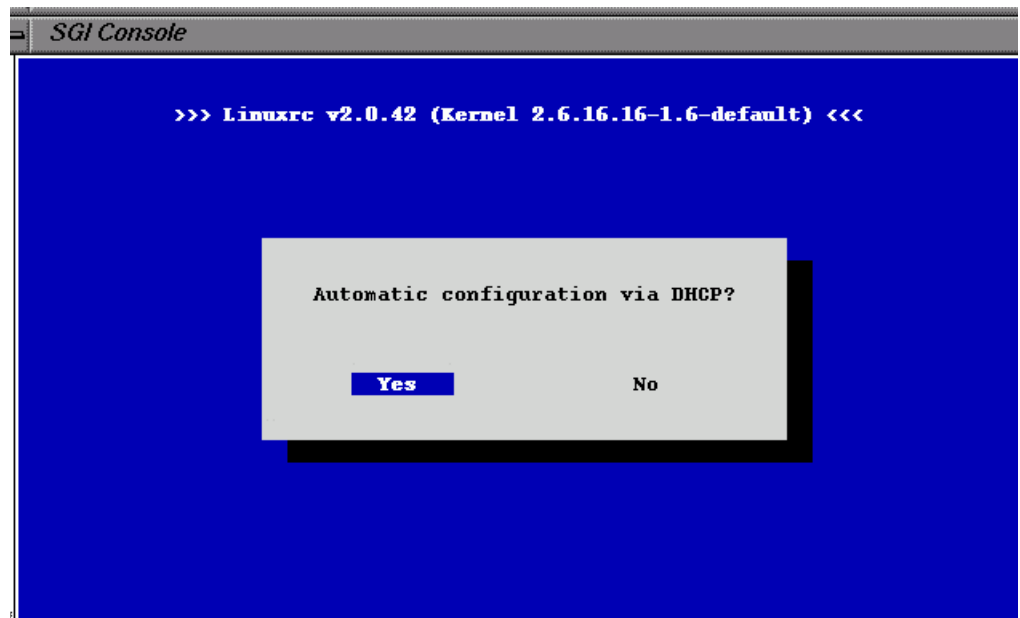 SGI Console
>>> Linuxrc v2.0.42 (Kernel 2.6.16.16-1.6-default) <<<
Automatic configuration via DHCP?
Yes No